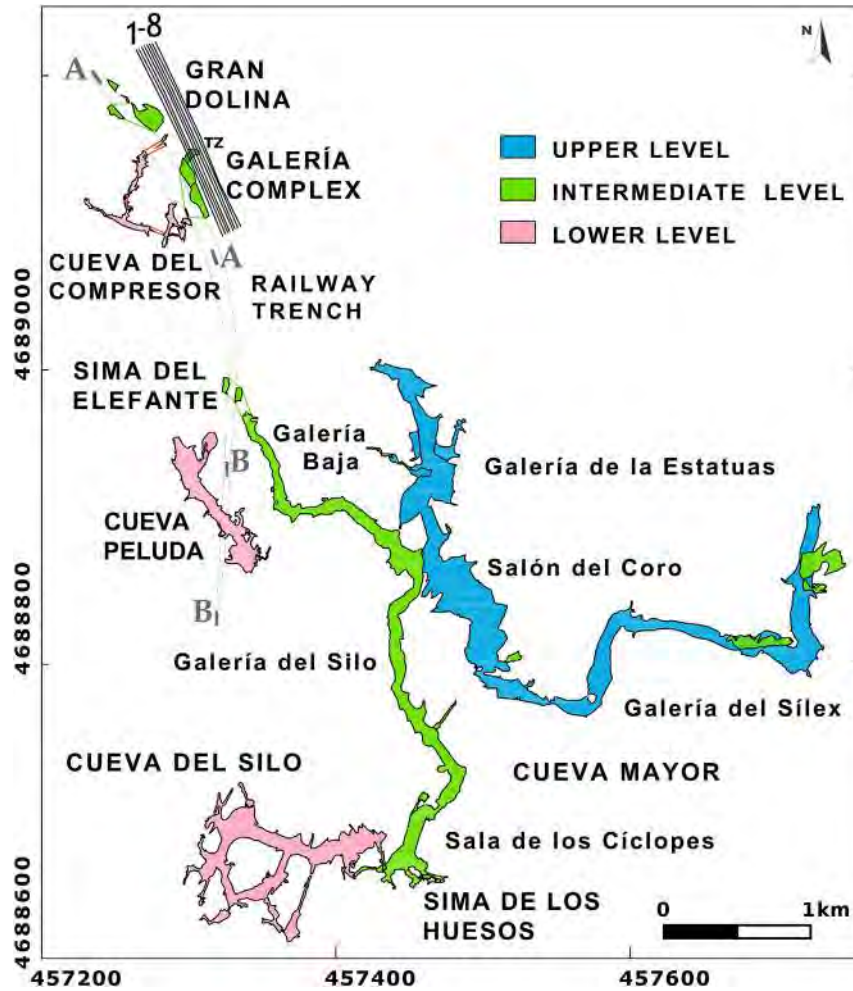 1-8
N
A
GRAN
DOLINA
TZ
GALERÍA
COMPLEX
UPPER LEVEL
INTERMEDIATE LEVEL
LOWER LEVEL
A
CUEVA DEL
COMPRESOR
RAILWAY
TRENCH
4689000
SIMA DEL
ELEFANTE
Galería
Baja
B
Galería de la Estatuas
CUEVA
PELUDA
Salón del Coro
B
4688800
Galería del Silo
Galería del Sílex
CUEVA DEL SILO
CUEVA MAYOR
Sala de los Cíclopes
SIMA DE LOS
HUESOS
0 1km
4688600
457200 457400 457600